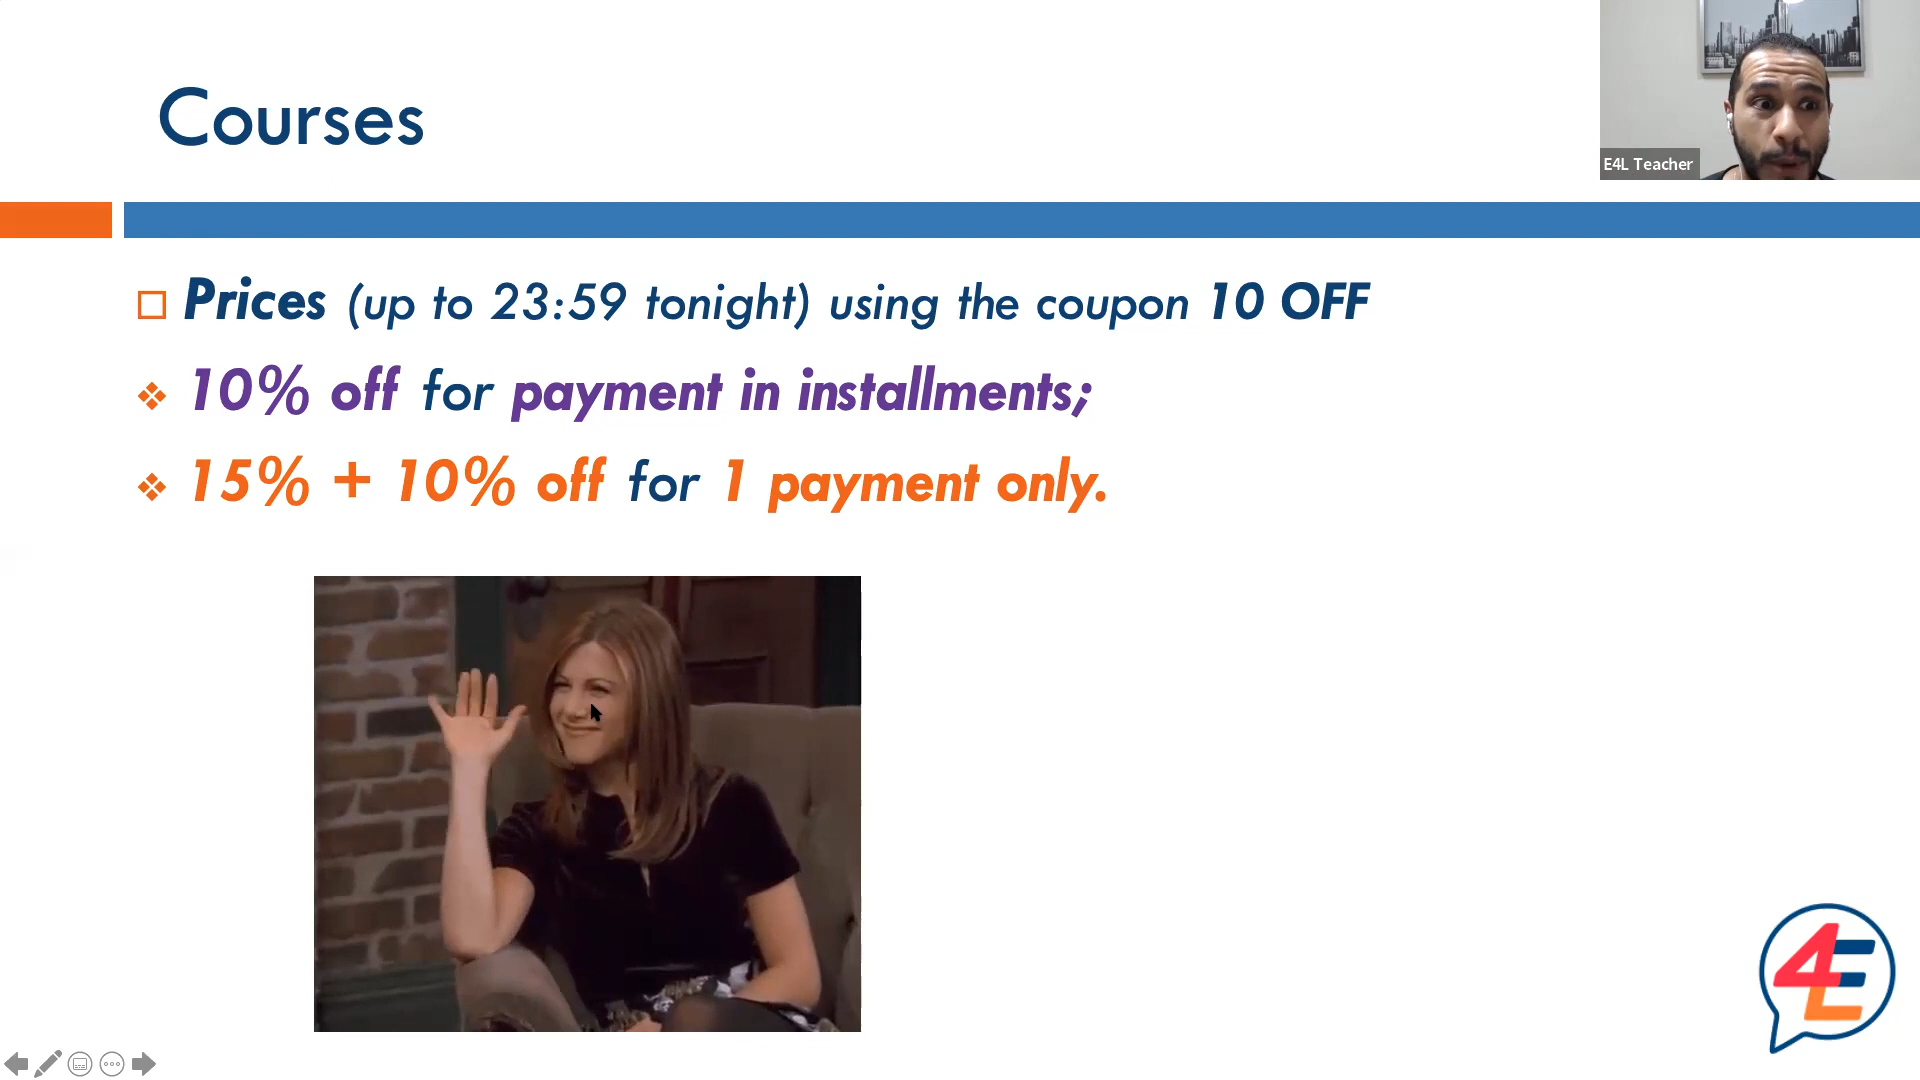 Courses
E4L Teacher
Prices (up to 23:59 tonight) using the coupon 10 OFF
10% off for payment in installments;
15% + 10% off for 1 payment only.
4EL